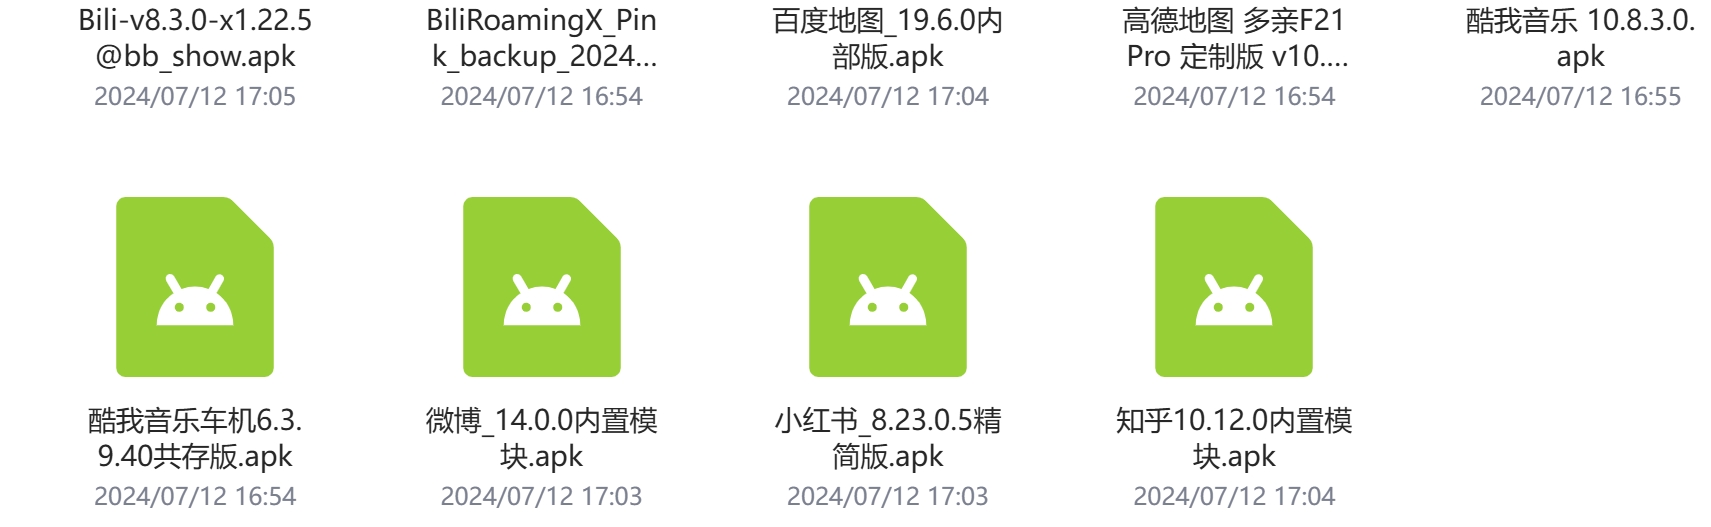 Bili-v8.3.0-x1.22.5
@bb_show.apk
2024/07/12 17:05
BiliRoamingX_Pin
k_backup_2024...
2024/07/12 16:54
百度地图_19.6.0内
部版.apk
2024/07/12 17:04
高德地图 多亲F21
Pro 定制版 v10....
2024/07/12 16:54
酷我音乐 10.8.3.0.
apk
2024/07/12 16:55
酷我音乐车机6.3.
9.40共存版.apk
2024/07/12 16:54
微博_14.0.0内置模
块.apk
2024/07/12 17:03
小红书_8.23.0.5精
简版.apk
2024/07/12 17:03
知乎10.12.0内置模
块.apk
2024/07/12 17:04